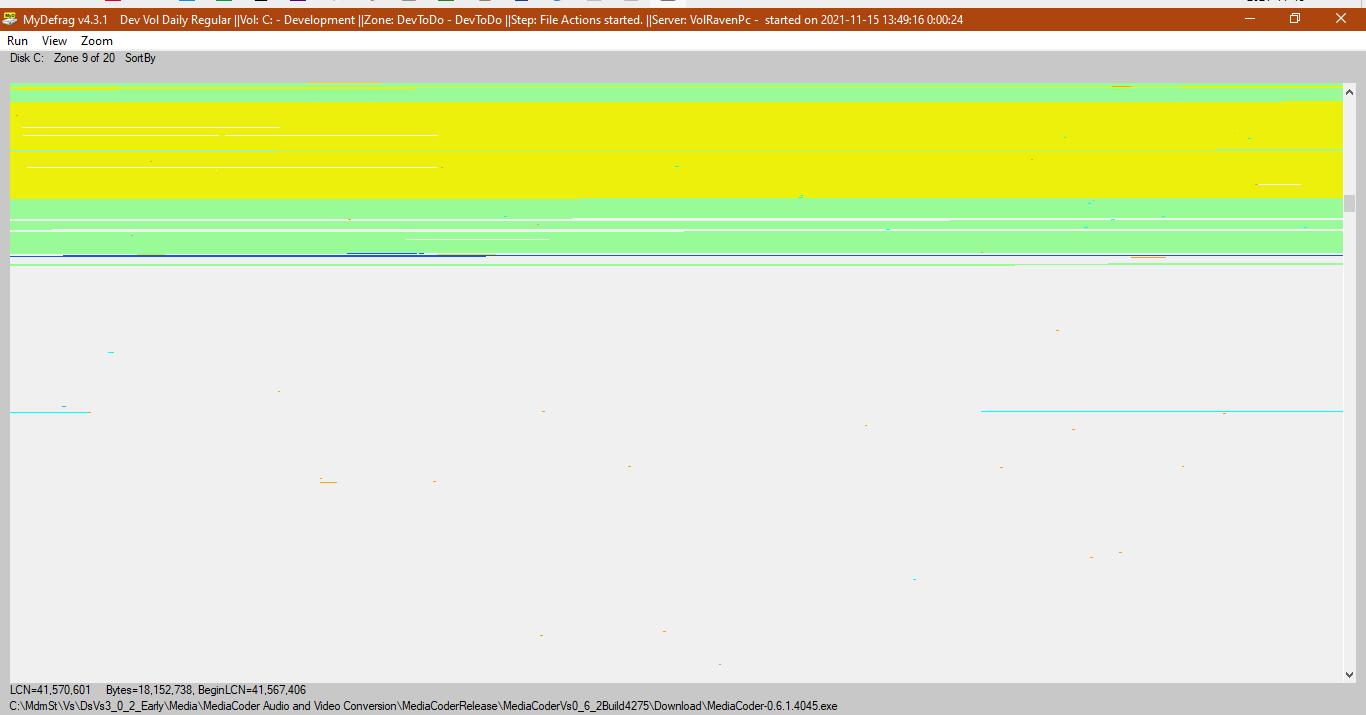 MyDefrag v4.3.1 Dev Vol Daily Regular ||Vol: C: - Development ||Zone: DevToDo - DevToDo ||Step: File Actions started. ||Server: VolRavenPc - started on 2021-11-15 13:49:16 0:00:24
Run View Zoom
Disk C: Zone 9 of 20 SortBy
LCN=41,570,601 Bytes=18,152,738, BeginLCN=41,567,406
C:\MdmSt\Vs\DsVs3_0_2_Early\Media\MediaCoder Audio and Video Conversion\MediaCoderRelease\MediaCoderVs0_6_2Build4275\Download\MediaCoder-0.6.1.4045.exe